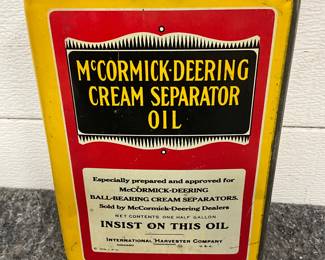 McCORMICK-DEERING
CREAM SEPARATOR
OIL
Especially prepared and approved for
McCORMICK-DEERING
BALL-BEARING CREAM SEPARATORS.
Sold by McCormick-Deering Dealers
NET CONTENTS ONE HALF GALLON
INSIST ON THIS OIL
INTERNATIONAL HARVESTER COMPANY
CHICAGO U.S.A.